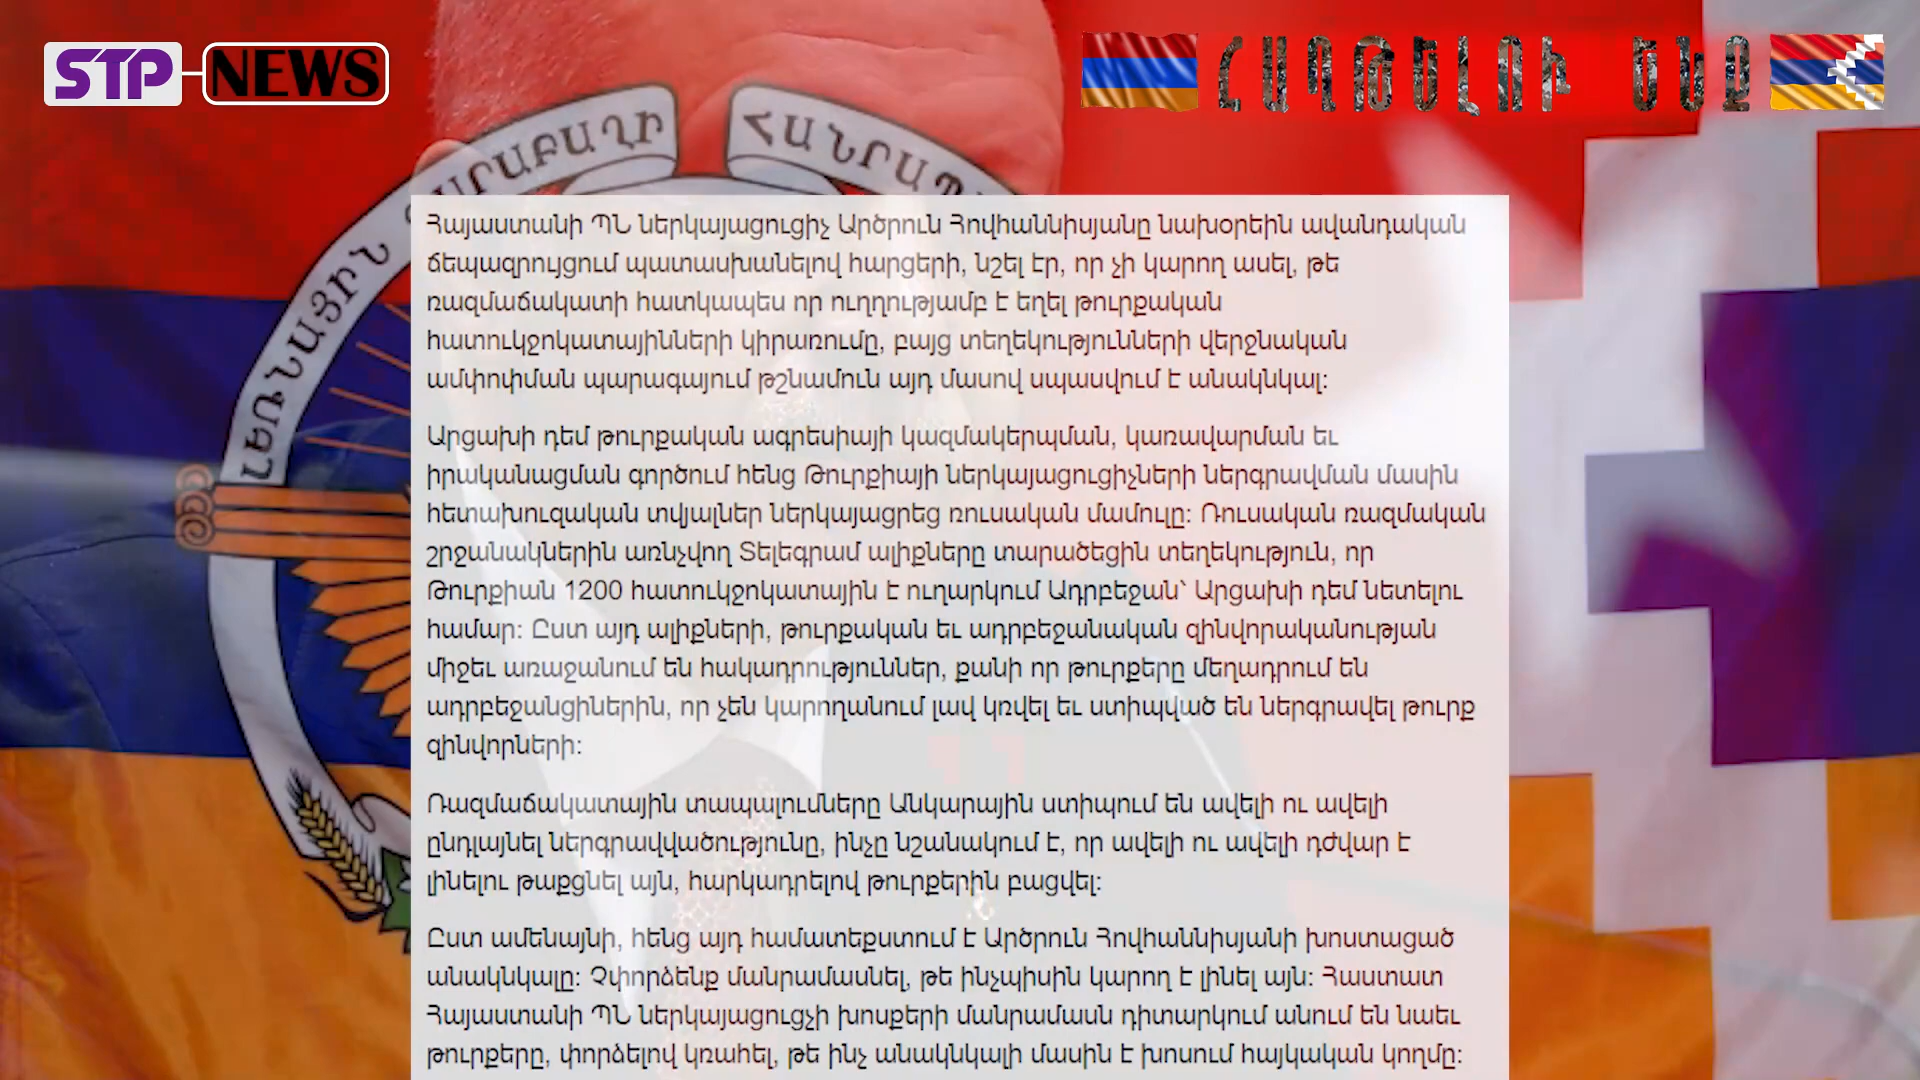 STP NEWS
ՀԱՂԹԵԼՈՒ ԵՆՔ
ԼԵՌՆԱՅԻՆ ՂԱՐԱԲԱՂԻ
Հայաստանի ՊՆ ներկայացուցիչ Արծրուն Հովհաննիսյանը նախօրեին ավանդական
ճեպազրույցում պատասխանելով հարցերի, նշել էր, որ չի կարող ասել, թե
ռազմաճակատի հատկապես որ ուղղությամբ է եղել թուրքական
հատուկջոկատայինների կիրառումը, բայց տեղեկությունների վերջնական
ամփոփման պարագայում թշնամուն այդ մասով սպասվում է անակնկալ:
Արցախի դեմ թուրքական ագրեսիայի կազմակերպման, կառավարման եւ
իրականացման գործում հենց Թուրքիայի ներկայացուցիչների ներգրավման մասին
հետախուզական տվյալներ ներկայացրեց ռուսական մամուլը: Ռուսական ռազմական
շրջանակներին առնչվող Տելեգրամ ալիքները տարածեցին տեղեկություն, որ
Թուրքիան 1200 հատուկջոկատային է ուղարկում Ադրբեջան՝ Արցախի դեմ նետելու
համար: Ըստ այդ ալիքների, թուրքական եւ ադրբեջանական զինվորականության
միջեւ առաջանում են հակադրություններ, քանի որ թուրքերը մեղադրում են
ադրբեջանցիներին, որ չեն կարողանում լավ կռվել եւ ստիպված են ներգրավել թուրք
զինվորների:
Ռազմաճակատային տապալումները Անկարային ստիպում են ավելի ու ավելի
ընդլայնել ներգրավվածությունը, ինչը նշանակում է, որ ավելի ու ավելի դժվար է
լինելու թաքցնել այն, հարկադրելով թուրքերին բացվել:
Ըստ ամենայնի, հենց այդ համատեքստում է Արծրուն Հովհաննիսյանի խոստացած
անակնկալը: Չփորձենք մանրամասնել, թե ինչպիսին կարող է լինել այն: Հաստատ
Հայաստանի ՊՆ ներկայացուցչի խոսքերի մանրամասն դիտարկում անում են նաեւ
թուրքերը, փորձելով կռահել, թե ինչ անակնկալի մասին է խոսում հայկական կողմը: